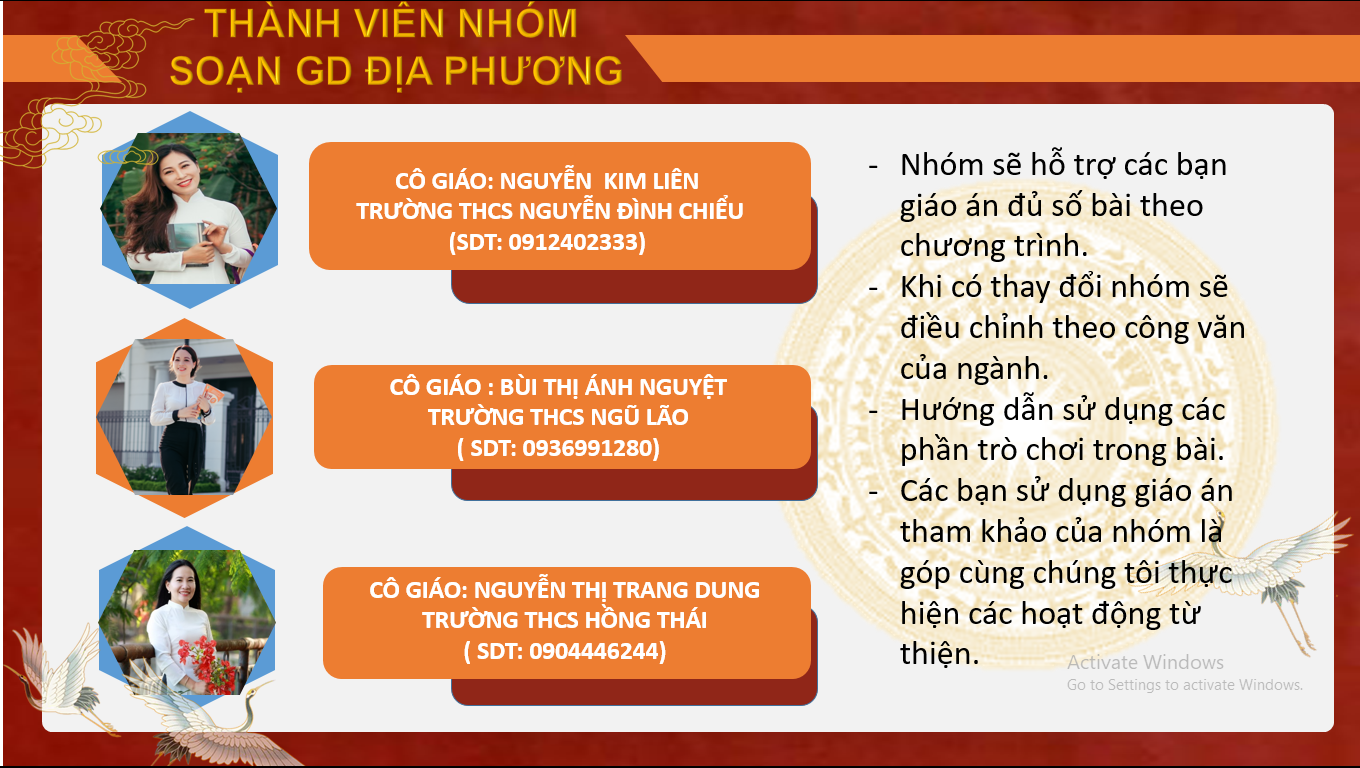 THÀNH VIÊN NHÓM
SOẠN GD ĐỊA PHƯƠNG
CÔ GIÁO: NGUYỄN  KIM LIÊN
TRƯỜNG THCS NGUYỄN ĐÌNH CHIỂU
(SDT: 0912402333)
CÔ GIÁO : BÙI THỊ ÁNH NGUYỆT
TRƯỜNG THCS NGŨ LÃO
( SDT: 0936991280)
CÔ GIÁO: NGUYỄN THỊ TRANG DUNG
TRƯỜNG THCS HỒNG THÁI
( SDT: 0904446244)
- Nhóm sẽ hỗ trợ các bạn
giáo án đủ số bài theo
chương trình.
- Khi có thay đổi nhóm sẽ
điều chỉnh theo công văn
của ngành.
- Hướng dẫn sử dụng các
phần trò chơi trong bài.
- Các bạn sử dụng giáo án
tham khảo của nhóm là
góp cùng chúng tôi thực
hiện các hoạt động từ
thiện.
Activate Windows
Go to Settings to activate Windows.